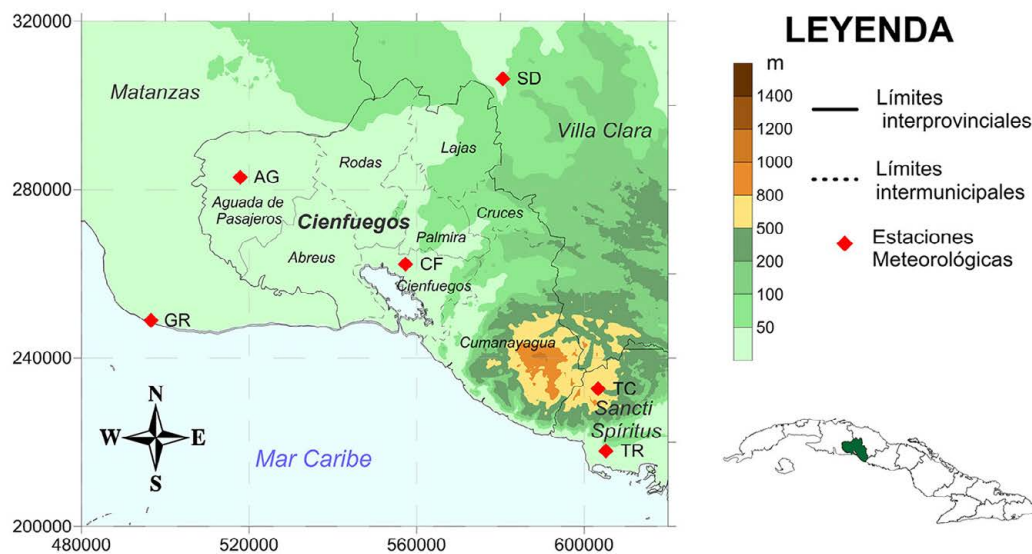 320000
280000
240000
200000
480000
520000
560000
600000
Matanzas
SD
Villa Clara
Lajas
Rodas
AG
Aguada de
Pasajeros
Cruces
Cienfuegos
Palmira
Abreus
CF
Cienfuegos
GR
Cumanayagua
TC
Sancti
Spíritus
TR
Mar Caribe
N
W
E
S
LEYENDA
m
1400
1200
1000
800
500
200
100
50
Límites
interprovinciales
Límites
intermunicipales
Estaciones
Meteorológicas